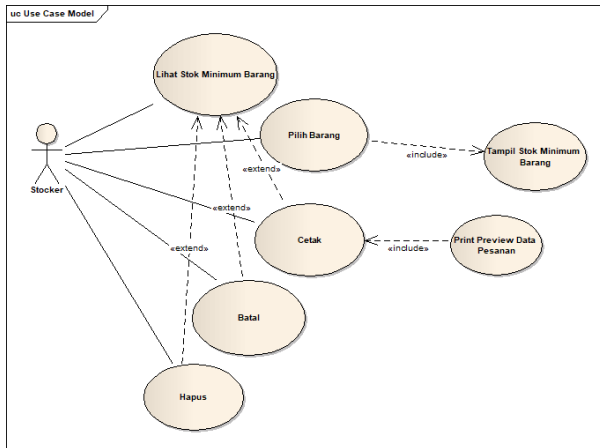 uc Use Case Model
Lihat Stok Minimum Barang
Pilih Barang
«include»
Tampil Stok Minimum
Barang
Stocker
«extend»
Cetak
«include»
Print Preview Data
Pesanan
«extend»
«extend»
Batal
Hapus